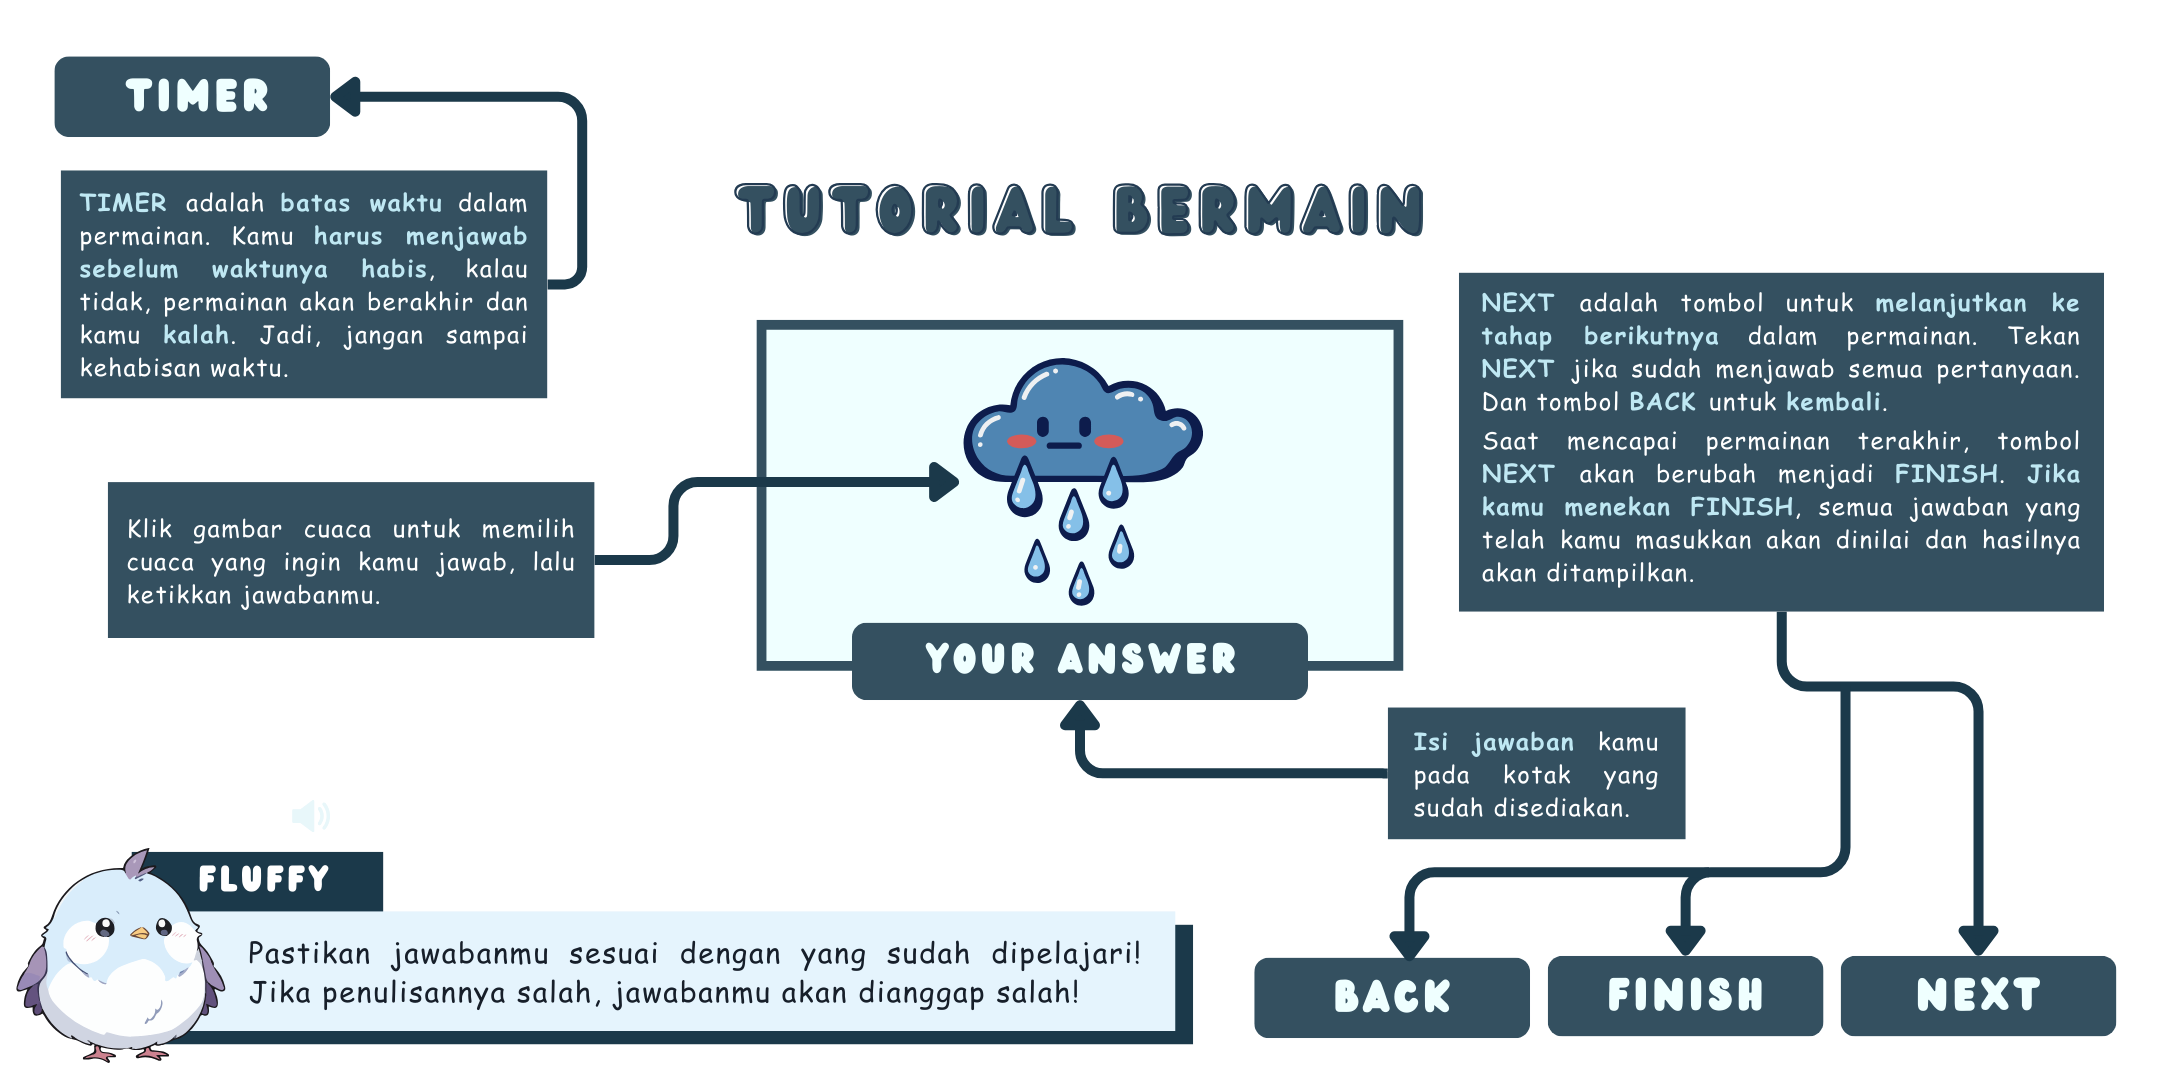 TIMER
TIMER adalah batas waktu dalam
permainan. Kamu harus menjawab
sebelum waktunya habis, kalau
tidak, permainan akan berakhir dan
kamu kalah. Jadi, jangan sampai
kehabisan waktu.
TUTORIAL BERMAIN
NEXT adalah tombol untuk melanjutkan ke
tahap berikutnya dalam permainan. Tekan
NEXT jika sudah menjawab semua pertanyaan.
Dan tombol BACK untuk kembali.
Saat mencapai permainan terakhir, tombol
NEXT akan berubah menjadi FINISH. Jika
kamu menekan FINISH, semua jawaban yang
telah kamu masukkan akan dinilai dan hasilnya
akan ditampilkan.
Klik gambar cuaca untuk memilih
cuaca yang ingin kamu jawab, lalu
ketikkan jawabanmu.
YOUR ANSWER
Isi jawaban kamu
pada kotak yang
sudah disediakan.
FLUFFY
Pastikan jawabanmu sesuai dengan yang sudah dipelajari!
Jika penulisannya salah, jawabanmu akan dianggap salah!
BACK
FINISH
NEXT